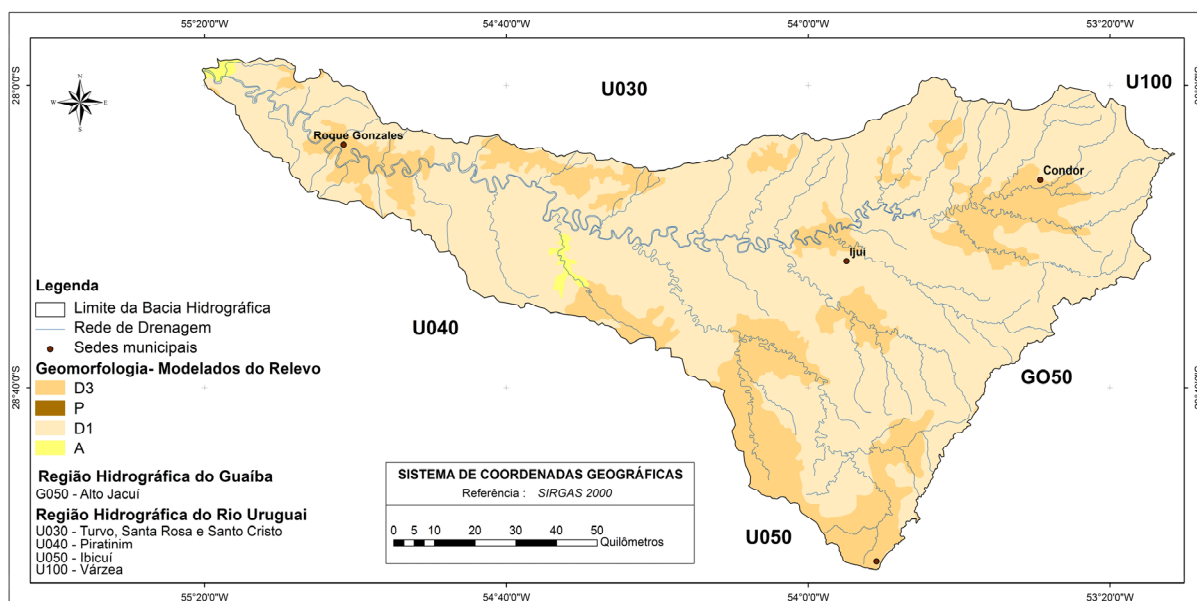 55°20'0"W 54°40'0"W 54°0'0"W 53°20'0"W
28°0'0"S
N
W E
S
U030
U100
Roque Gonzales
Condor
Ijuí
U040
GO50
U050
28°40'0"S
Legenda
Limite da Bacia Hidrográfica
Rede de Drenagem
Sedes municipais
Geomorfologia- Modelados do Relevo
D3
P
D1
A
Região Hidrográfica do Guaíba
G050 - Alto Jacuí
Região Hidrográfica do Rio Uruguai
U030 - Turvo, Santa Rosa e Santo Cristo
U040 - Piratinim
U050 - Ibicuí
U100 - Várzea
SISTEMA DE COORDENADAS GEOGRÁFICAS
Referência : SIRGAS 2000
0 5 10 20 30 40 50
Quilômetros
55°20'0"W 54°40'0"W 54°0'0"W 53°20'0"W